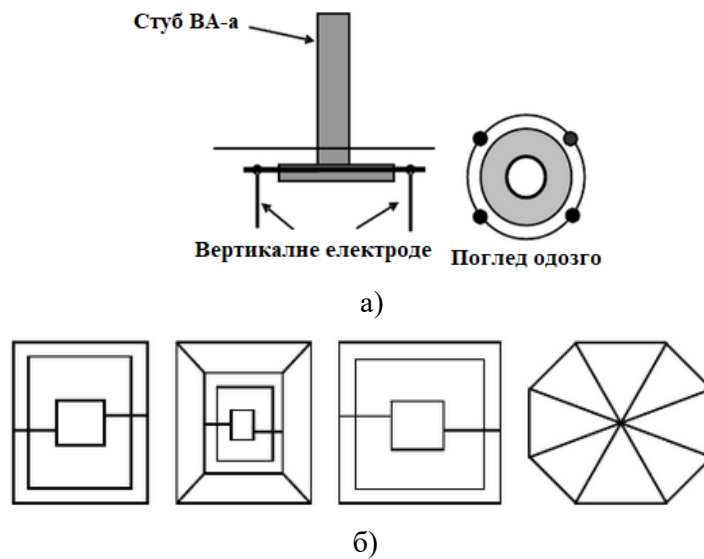 Стуб ВА-а
Вертикалне електроде
Поглед одозго
а)
б)